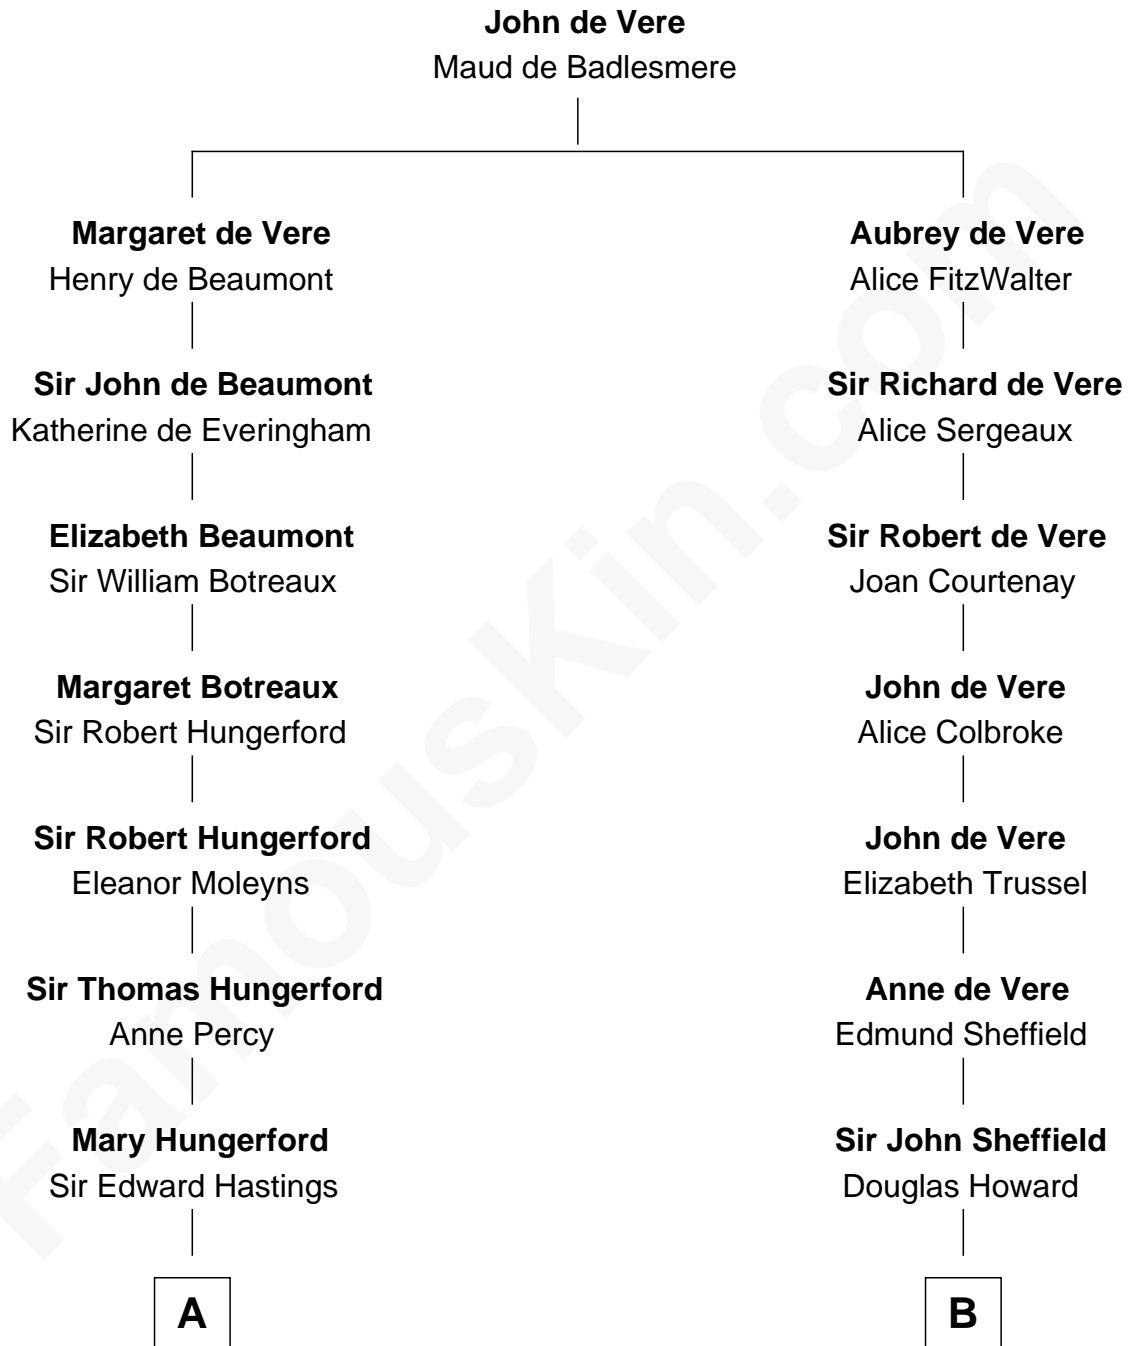 John de Vere
Maud de Badlesmere
Margaret de Vere
Henry de Beaumont
Aubrey de Vere
Alice FitzWalter
Sir John de Beaumont
Katherine de Everingham
Sir Richard de Vere
Alice Sergeaux
Elizabeth Beaumont
Sir William Botreaux
Sir Robert de Vere
Joan Courtenay
Margaret Botreaux
Sir Robert Hungerford
John de Vere
Alice Colbroke
Sir Robert Hungerford
Eleanor Moleyns
John de Vere
Elizabeth Trussel
Sir Thomas Hungerford
Anne Percy
Anne de Vere
Edmund Sheffield
Mary Hungerford
Sir Edward Hastings
Sir John Sheffield
Douglas Howard
A
B
FamousKin.com